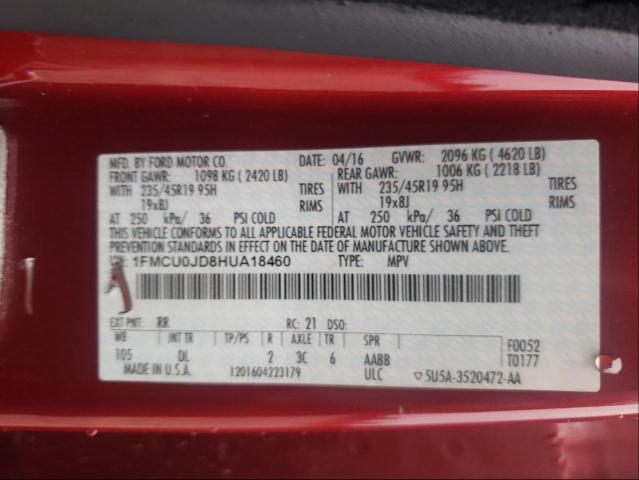 MFD. BY FORD MOTOR CO. DATE: 04/16 GVWR: 2096 KG ( 4620 LB)
FRONT GAWR: 1098 KG ( 2420 LB) REAR GAWR: 1006 KG ( 2218 LB)
WITH 235/45R19 95H TIRES WITH 235/45R19 95H TIRES
19x8J RIMS 19x8J RIMS
AT 250 kPa/ 36 PSI COLD AT 250 kPa/ 36 PSI COLD
THIS VEHICLE CONFORMS TO ALL APPLICABLE FEDERAL MOTOR VEHICLE SAFETY AND THEFT
PREVENTION STANDARDS IN EFFECT ON THE DATE OF MANUFACTURE SHOWN ABOVE.
1FMCU0JD8HUA18460 TYPE: MPV
EXT PNT: RR RC: 21 DSO:
WB INT TR TP/PS R AXLE TR SPR F0052
105 DL 2 3C 6 AABB T0177
MADE IN U.S.A. 1201604223179 ULC ▽5U5A-3520472-AA